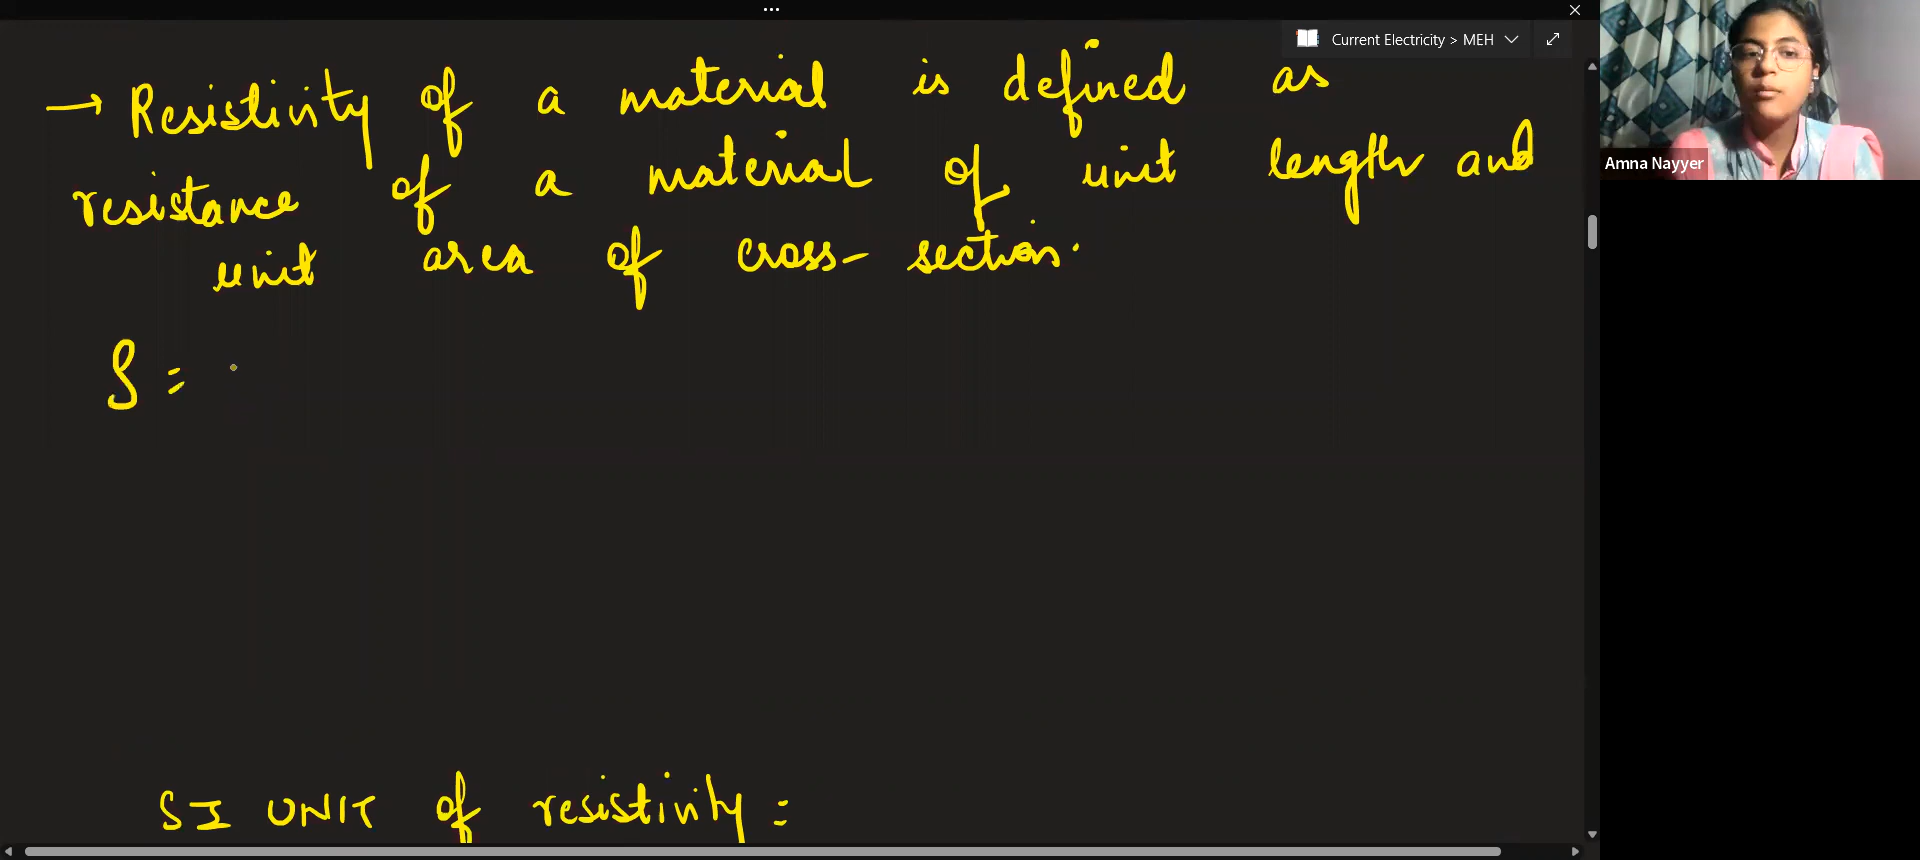 Current Electricity > MEH
→ Resistivity of a material is defined as
resistance of a material of unit length and
unit area of cross-section.
ρ =
SI UNIT of resistivity =
Amna Nayyer